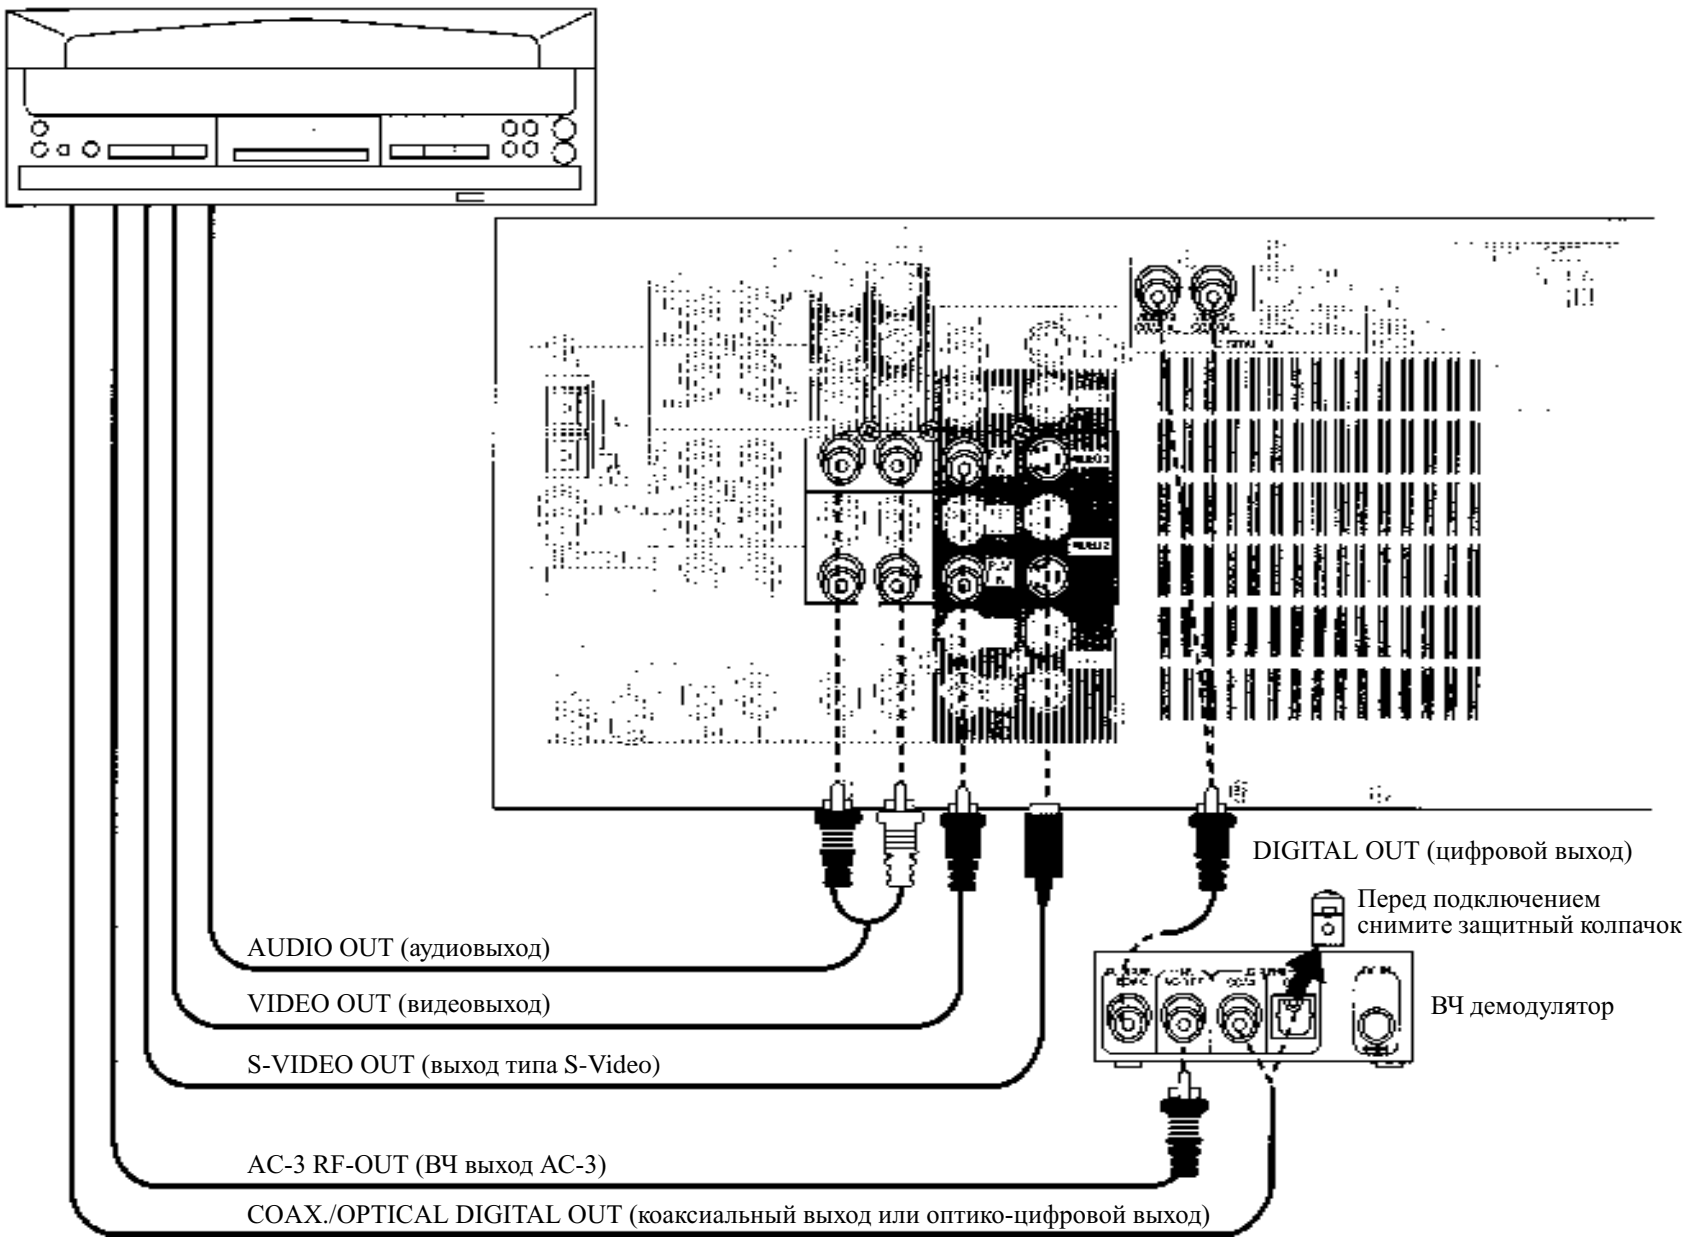 DIGITAL OUT (цифровой выход)
Перед подключением
снимите защитный колпачок
AUDIO OUT (аудиовыход)
VIDEO OUT (видеовыход)
ВЧ демодулятор
S-VIDEO OUT (выход типа S-Video)
AC-3 RF-OUT (ВЧ выход AC-3)
COAX./OPTICAL DIGITAL OUT (коаксиальный выход или оптико-цифровой выход)